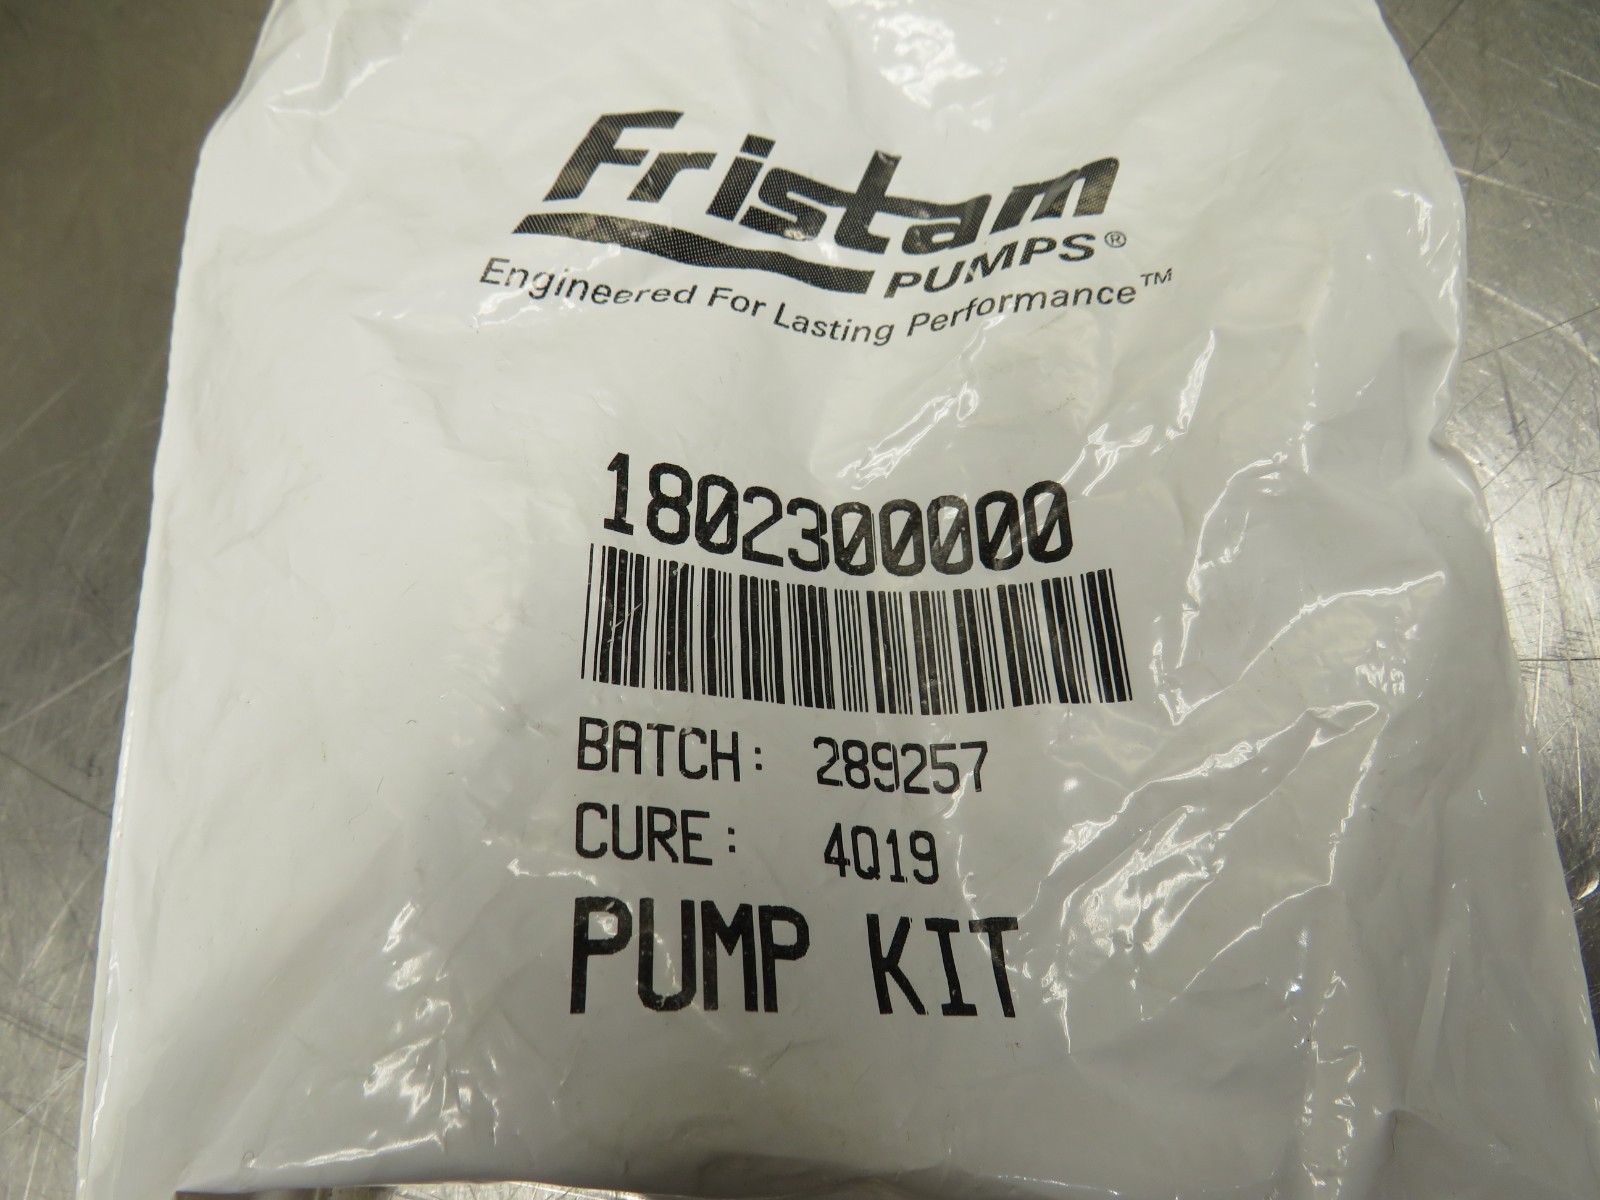 Fristam
PUMPS®
Engineered For Lasting Performance™
1802300000
BATCH: 289257
CURE: 4Q19
PUMP KIT